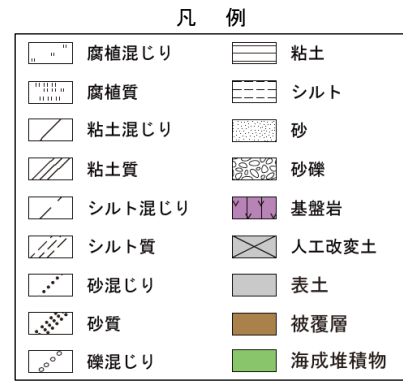 凡 例
腐植混じり
腐植質
粘土混じり
粘土質
シルト混じり
シルト質
砂混じり
砂質
礫混じり
粘土
シルト
砂
砂礫
基盤岩
人工改変土
表土
被覆層
海成堆積物